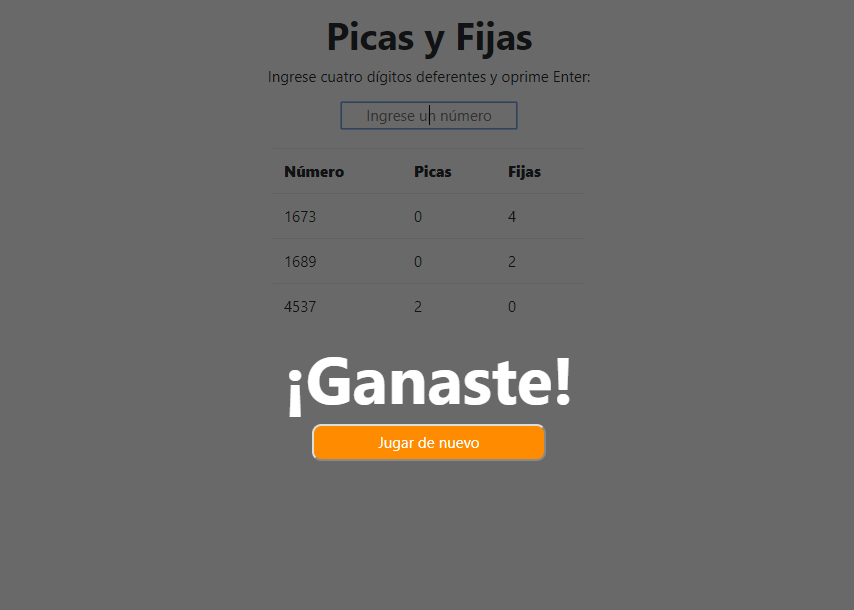 Picas y Fijas
Ingrese cuatro dígitos deferentes y oprime Enter:
Ingrese un número
Número Picas Fijas
1673 0 4
1689 0 2
4537 2 0
¡Ganaste!
Jugar de nuevo